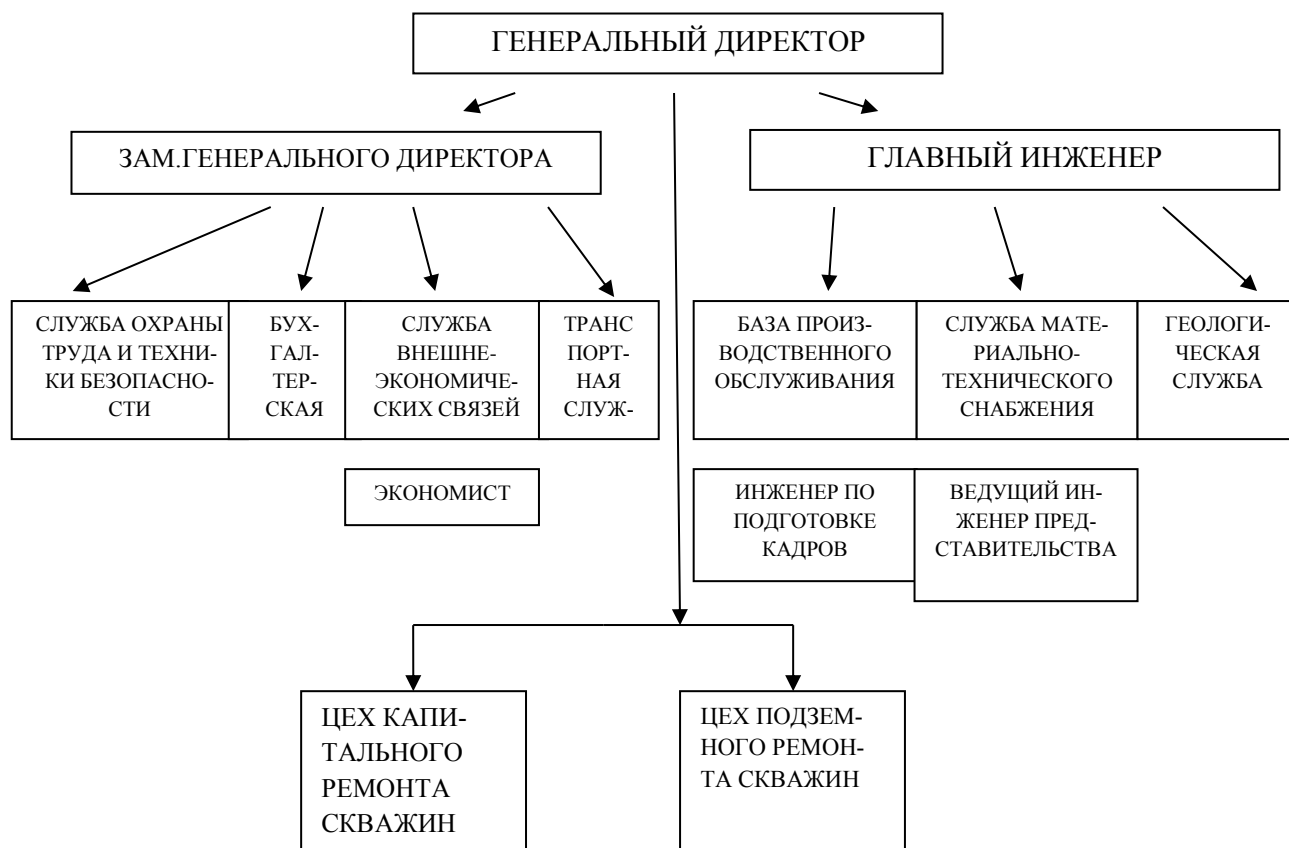 ГЕНЕРАЛЬНЫЙ ДИРЕКТОР
ЗАМ.ГЕНЕРАЛЬНОГО ДИРЕКТОРА
ГЛАВНЫЙ ИНЖЕНЕР
СЛУЖБА ОХРАНЫ
ТРУДА И ТЕХНИ-
КИ БЕЗОПАСНО-
СТИ
БУХ-
ГАЛ-
ТЕР-
СКАЯ
СЛУЖБА
ВНЕШНЕ-
ЭКОНОМИЧЕ-
СКИХ СВЯЗЕЙ
ТРАНС
ПОРТ-
НАЯ
СЛУЖ-
БАЗА ПРОИЗ-
ВОДСТВЕННОГО
ОБСЛУЖИВАНИЯ
СЛУЖБА МАТЕ-
РИАЛЬНО-
ТЕХНИЧЕСКОГО
СНАБЖЕНИЯ
ГЕОЛОГИ-
ЧЕСКАЯ
СЛУЖБА
ЭКОНОМИСТ
ИНЖЕНЕР ПО
ПОДГОТОВКЕ
КАДРОВ
ВЕДУЩИЙ ИН-
ЖЕНЕР ПРЕД-
СТАВИТЕЛЬСТВА
ЦЕХ КАПИ-
ТАЛЬНОГО
РЕМОНТА
СКВАЖИН
ЦЕХ ПОДЗЕМ-
НОГО РЕМОН-
ТА СКВАЖИН